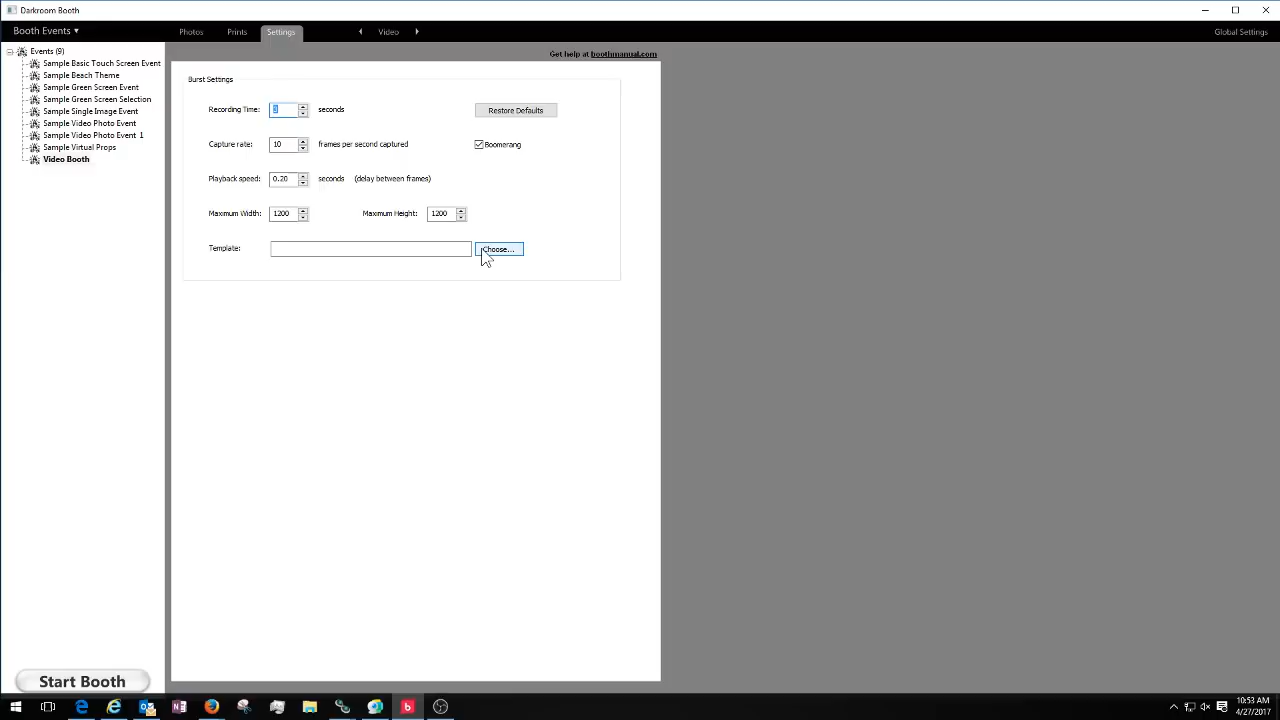 Darkroom Booth
Booth Events ▾
Photos
Prints
Settings
Video
Global Settings
Get help at boothmanual.com
Events (9)
Sample Basic Touch Screen Event
Sample Beach Theme
Sample Green Screen Event
Sample Green Screen Selection
Sample Single Image Event
Sample Video Photo Event
Sample Video Photo Event 1
Sample Virtual Props
Video Booth
Burst Settings
Recording Time: 3 seconds
Restore Defaults
Capture rate: 10 frames per second captured
Boomerang
Playback speed: 0.20 seconds (delay between frames)
Maximum Width: 1200 Maximum Height: 1200
Template: Choose...
Start Booth
10:53 AM
4/27/2017